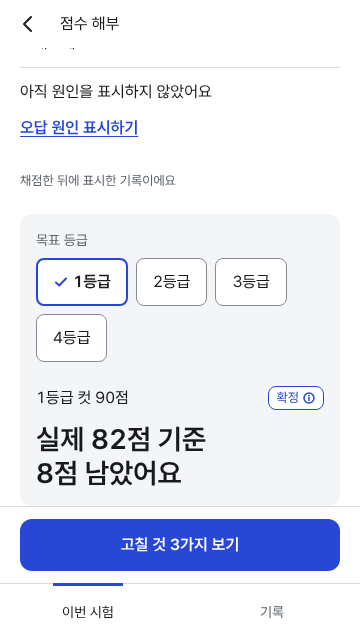 점수 해부
아직 원인을 표시하지 않았어요
오답 원인 표시하기
채점한 뒤에 표시한 기록이에요
목표 등급
1등급
2등급
3등급
4등급
1등급 컷 90점
확정
실제 82점 기준
8점 남았어요
고칠 것 3가지 보기
이번 시험
기록